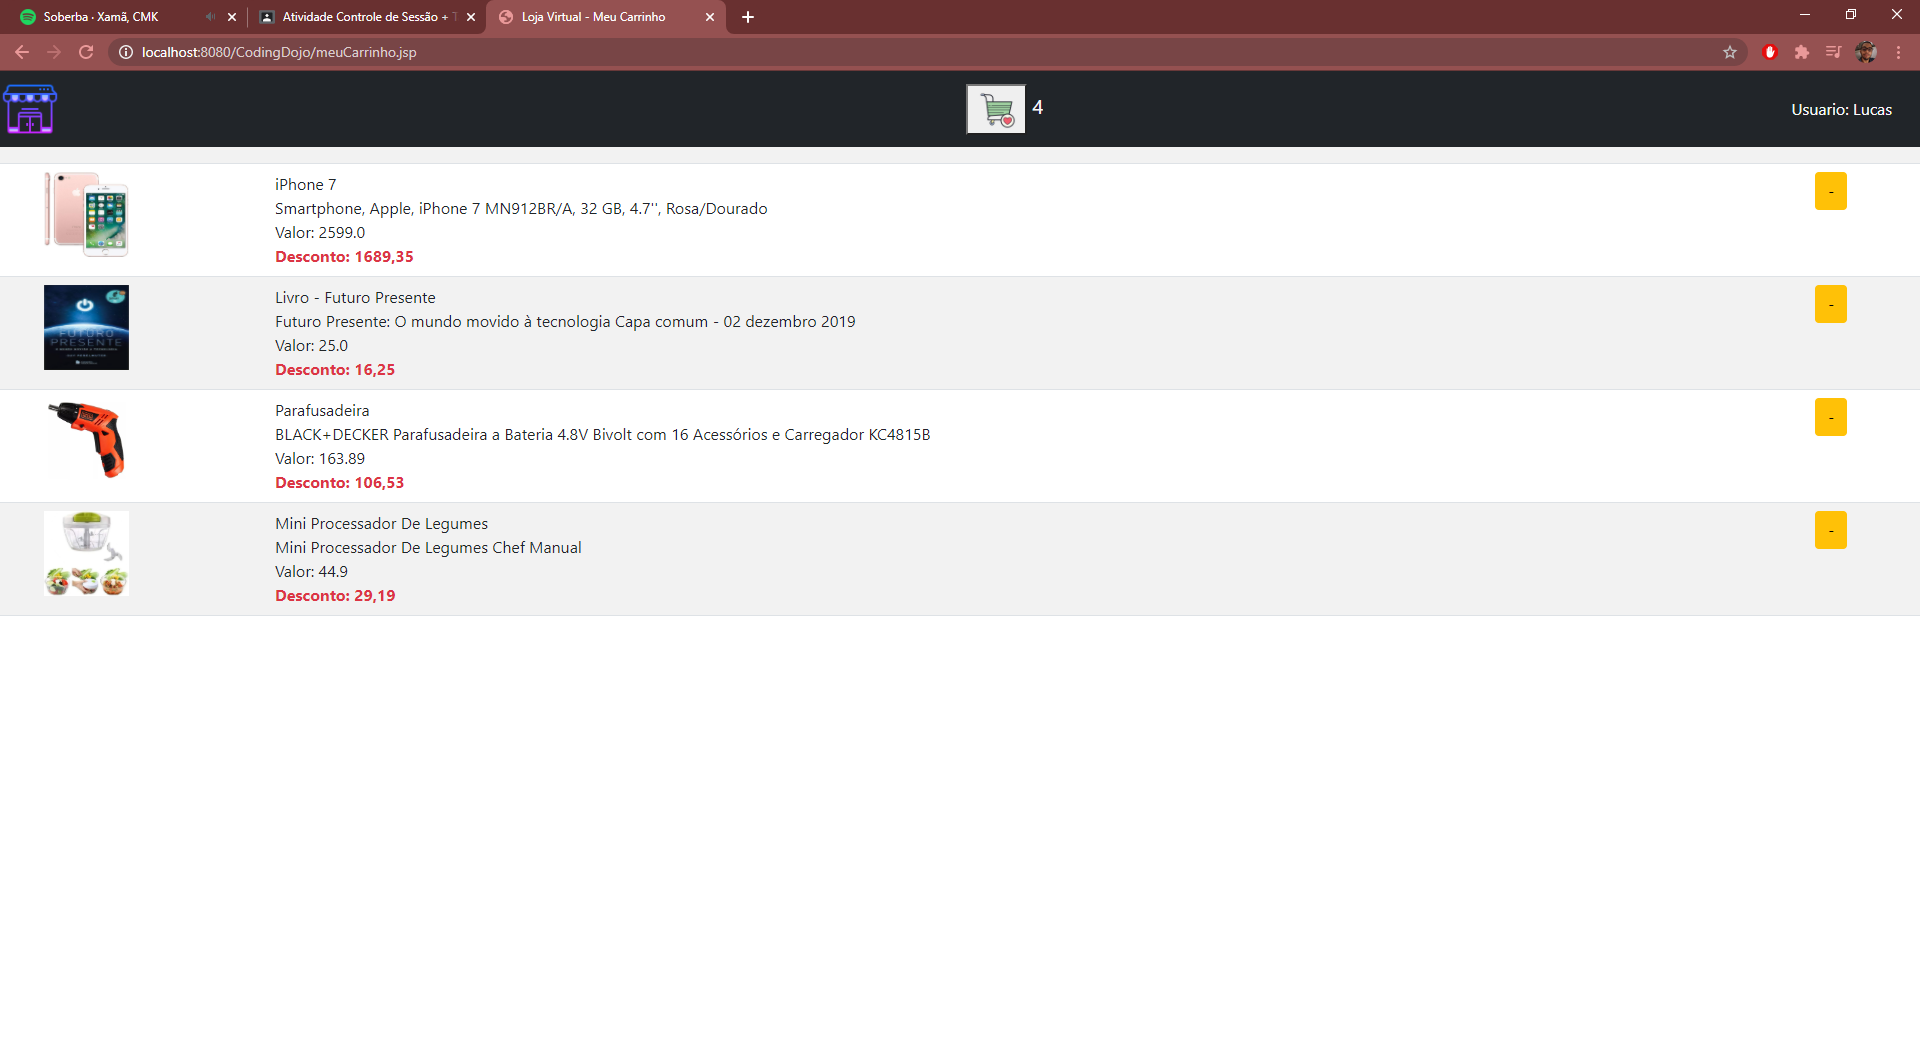 Soberba · Xamã, CMK
Atividade Controle de Sessão +
Loja Virtual - Meu Carrinho
localhost:8080/CodingDojo/meuCarrinho.jsp
4
Usuario: Lucas
iPhone 7
Smartphone, Apple, iPhone 7 MN912BR/A, 32 GB, 4.7'', Rosa/Dourado
Valor: 2599.0
Desconto: 1689,35
-
FUTURO
PRESENTE
Livro - Futuro Presente
Futuro Presente: O mundo movido à tecnologia Capa comum - 02 dezembro 2019
Valor: 25.0
Desconto: 16,25
-
Parafusadeira
BLACK+DECKER Parafusadeira a Bateria 4.8V Bivolt com 16 Acessórios e Carregador KC4815B
Valor: 163.89
Desconto: 106,53
-
Mini Processador De Legumes
Mini Processador De Legumes Chef Manual
Valor: 44.9
Desconto: 29,19
-